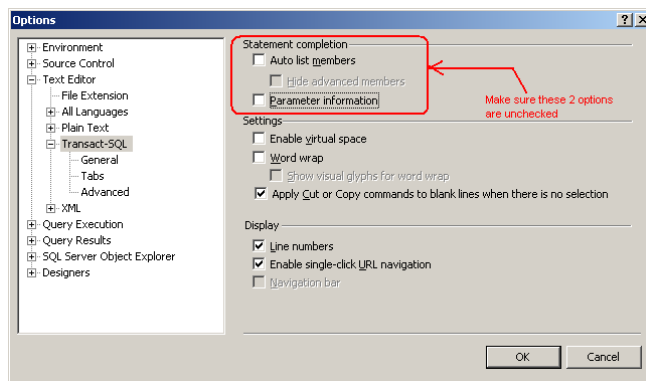 Options
Environment
Source Control
Text Editor
File Extension
All Languages
Plain Text
Transact-SQL
General
Tabs
Advanced
XML
Query Execution
Query Results
SQL Server Object Explorer
Designers
Statement completion
Auto list members
Hide advanced members
Parameter information
Make sure these 2 options
are unchecked
Settings
Enable virtual space
Word wrap
Show visual glyphs for word wrap
Apply Cut or Copy commands to blank lines when there is no selection
Display
Line numbers
Enable single-click URL navigation
Navigation bar
OK
Cancel